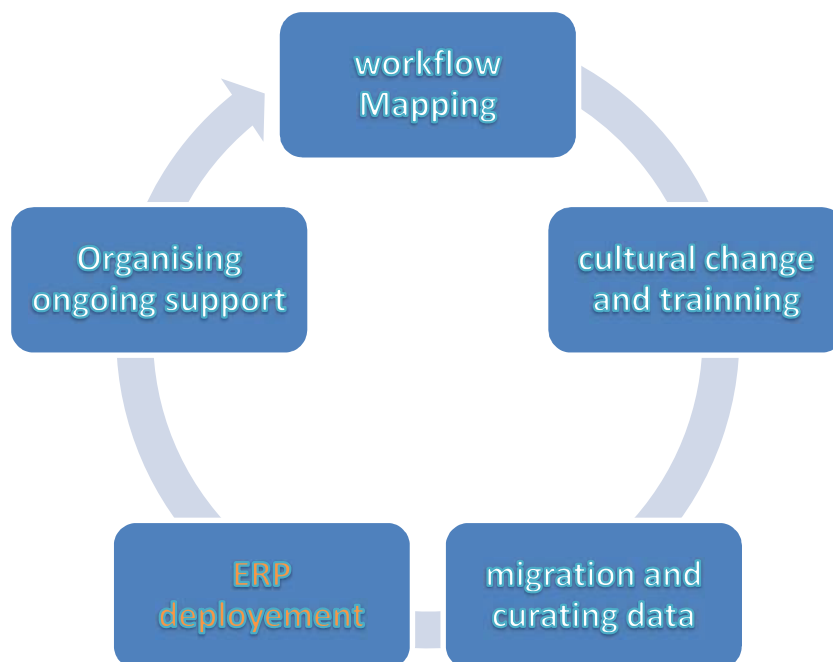 workflow
Mapping
cultural change
and trainning
migration and
curating data
ERP
deployement
Organising
ongoing support